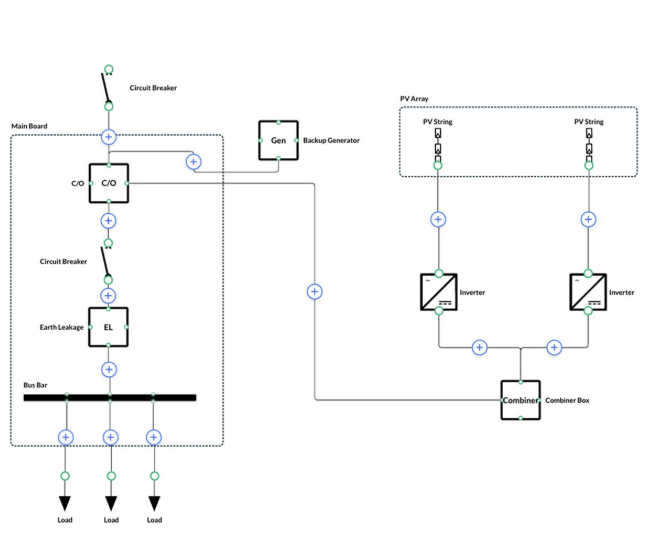 Circuit Breaker
PV Array
PV String
PV String
Main Board
Gen
Backup Generator
C/O
C/O
Circuit Breaker
Inverter
Inverter
Earth Leakage
EL
Bus Bar
Combiner
Combiner Box
Load
Load
Load